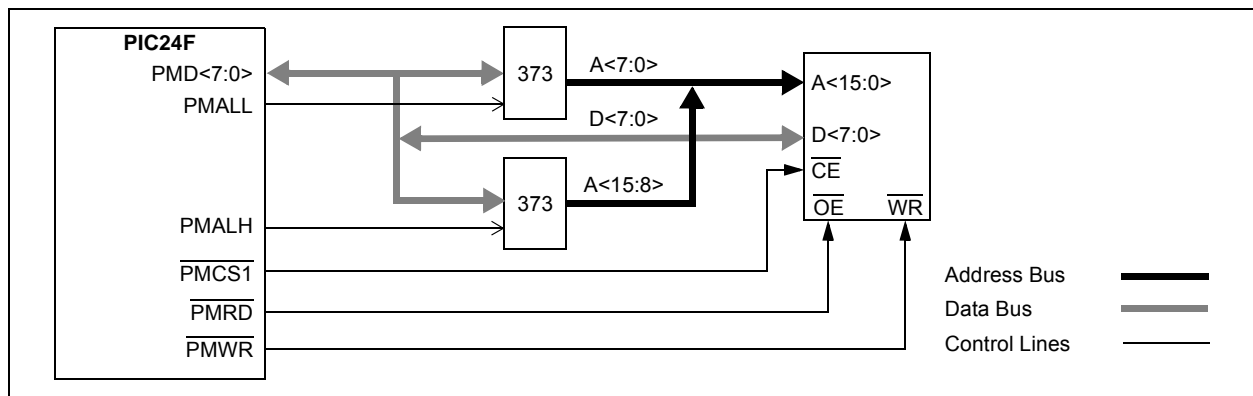 PIC24F
PMD<7:0>
PMALL
PMALH
PMCS1
PMRD
PMWR
373
373
A<7:0>
D<7:0>
A<15:8>
A<15:0>
D<7:0>
CE
OE WR
Address Bus
Data Bus
Control Lines